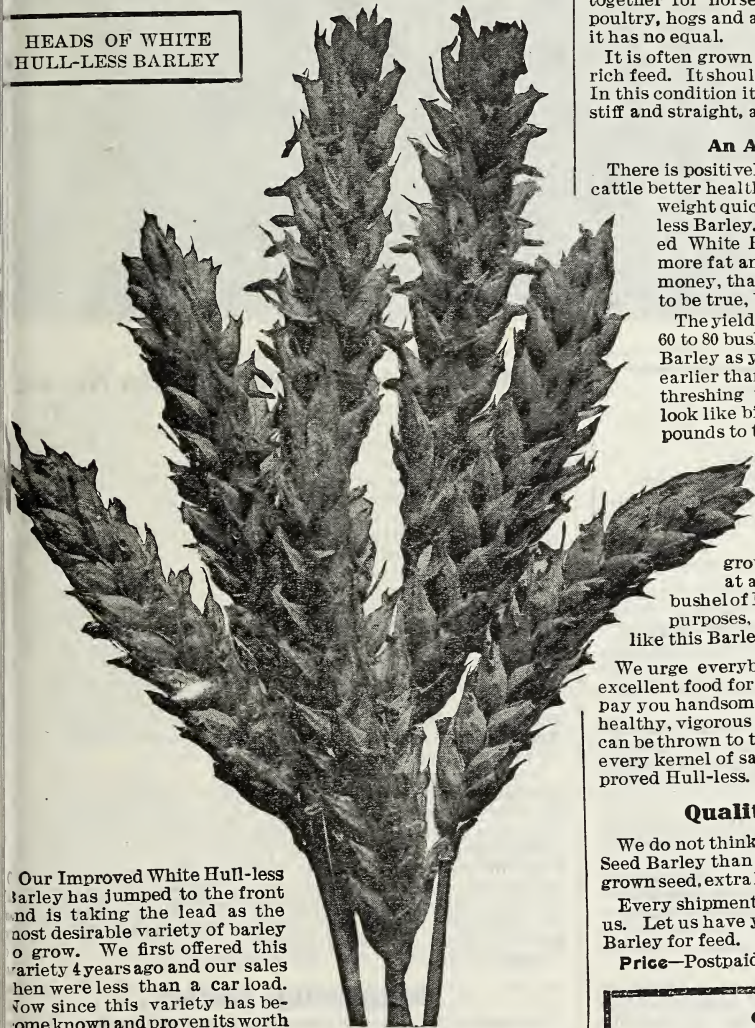 HEADS OF WHITE
HULL-LESS BARLEY
Our Improved White Hull-less
arley has jumped to the front
nd is taking the lead as the
nost desirable variety of barley
o grow. We first offered this
ariety 4 years ago and our sales
hen were less than a car load.
Now since this variety has be-
ome known and proven its worth
together for horse
poultry, hogs and a
it has no equal.
It is often grown
rich feed. It shoul
In this condition it
stiff and straight, a
An A
There is positivel
cattle better healt
weight quic
less Barley.
ed White H
more fat an
money, tha
to be true,
The yield
60 to 80 bus
Barley as y
earlier tha
threshing
look like bi
pounds to t
gro
at a
bushel of
purposes,
like this Barle
We urge everyb
excellent food for
pay you handsom
healthy, vigorous
can be thrown to t
every kernel of sa
proved Hull-less.
Qualit
We do not think
Seed Barley than
grown seed, extra
Every shipment
us. Let us have y
Barley for feed.
Price—Postpaid